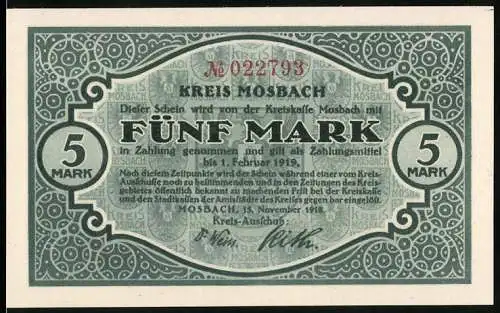 №022793
KREIS MOSBACH
Dieser Schein wird von der Kreiskasse Mosbach mit
FÜNF MARK
in Zahlung genommen und gilt als Zahlungsmittel
bis 1. Februar 1919.
Nach diesem Zeitpunkte wird der Schein während einer vom Kreis-
Ausschusse noch zu bestimmenden und in den Zeitungen des Kreis-
gebietes öffentlich bekannt zu gebenden Frist bei der Kreiskasse
und den Stadtkassen der Amtsstädte des Kreises gegen bar eingelöst.
MOSBACH, 15. November 1918.
Kreis-Ausschuß:
5
MARK
5
MARK